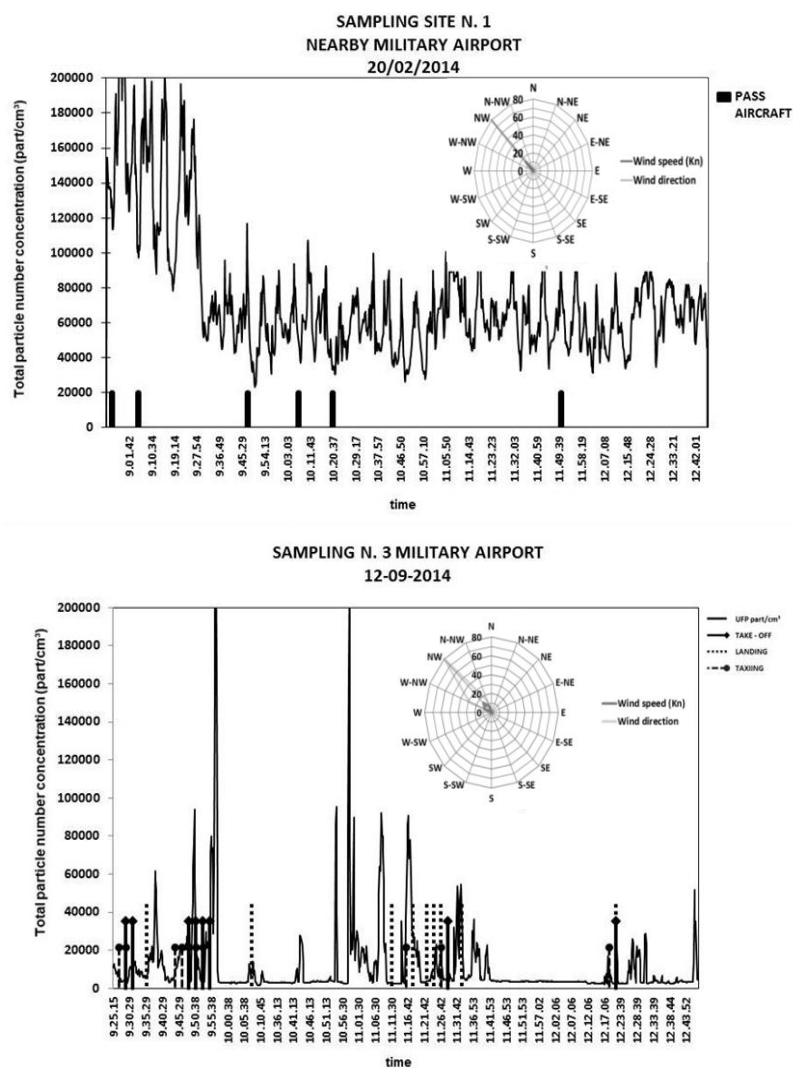 SAMPLING SITE N. 1
NEARBY MILITARY AIRPORT
20/02/2014
Total particle number concentration (part/cm³)
200000
180000
160000
140000
120000
100000
80000
60000
40000
20000
0
N
N-NE
NE
E-NE
E
E-SE
SE
S-SE
S
S-SW
SW
W-SW
W
W-NW
NW
N-NW
80
60
40
20
0
Wind speed (Kn)
Wind direction
PASS
AIRCRAFT
9.01.42
9.10.34
9.19.14
9.27.54
9.36.49
9.45.29
9.54.13
10.03.03
10.11.43
10.20.37
10.29.17
10.37.57
10.46.50
10.57.10
11.05.50
11.14.43
11.23.23
11.32.03
11.40.59
11.49.39
11.58.19
12.07.08
12.15.48
12.24.28
12.33.21
12.42.01
time
SAMPLING N. 3 MILITARY AIRPORT
12-09-2014
Total particle number concentration (part/cm³)
200000
180000
160000
140000
120000
100000
80000
60000
40000
20000
0
N
N-NE
NE
E-NE
E
E-SE
SE
S-SE
S
S-SW
SW
W-SW
W
W-NW
NW
N-NW
80
60
40
20
0
Wind speed (Kn)
Wind direction
UFP part/cm³
TAKE - OFF
LANDING
TAXIING
9.25.15
9.30.29
9.35.29
9.40.29
9.45.29
9.50.38
9.55.38
10.00.38
10.05.38
10.10.45
10.36.13
10.41.13
10.46.13
10.51.13
10.56.30
11.01.30
11.06.30
11.11.30
11.16.42
11.21.42
11.26.42
11.31.42
11.36.53
11.41.53
11.46.53
11.51.53
11.57.02
12.02.06
12.07.06
12.12.06
12.17.06
12.23.39
12.28.39
12.33.39
12.38.44
12.43.52
time